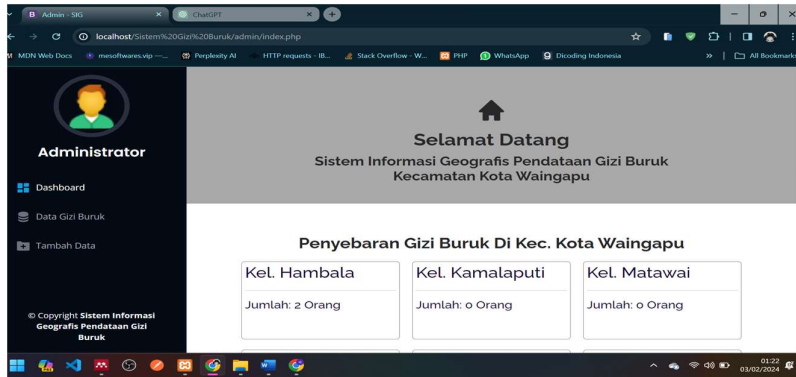 Admin - SIG
ChatGPT
localhost/Sistem%20Gizi%20Buruk/admin/index.php
MDN Web Docs mesoftwares.vip —... Perplexity AI HTTP requests - IB... Stack Overflow - W... PHP WhatsApp Dicoding Indonesia » All Bookmarks
Administrator
Dashboard
Data Gizi Buruk
Tambah Data
© Copyright Sistem Informasi
Geografis Pendataan Gizi
Buruk
Selamat Datang
Sistem Informasi Geografis Pendataan Gizi Buruk
Kecamatan Kota Waingapu
Penyebaran Gizi Buruk Di Kec. Kota Waingapu
Kel. Hambala
Jumlah: 2 Orang
Kel. Kamalaputi
Jumlah: 0 Orang
Kel. Matawai
Jumlah: 0 Orang
01:22
03/02/2024